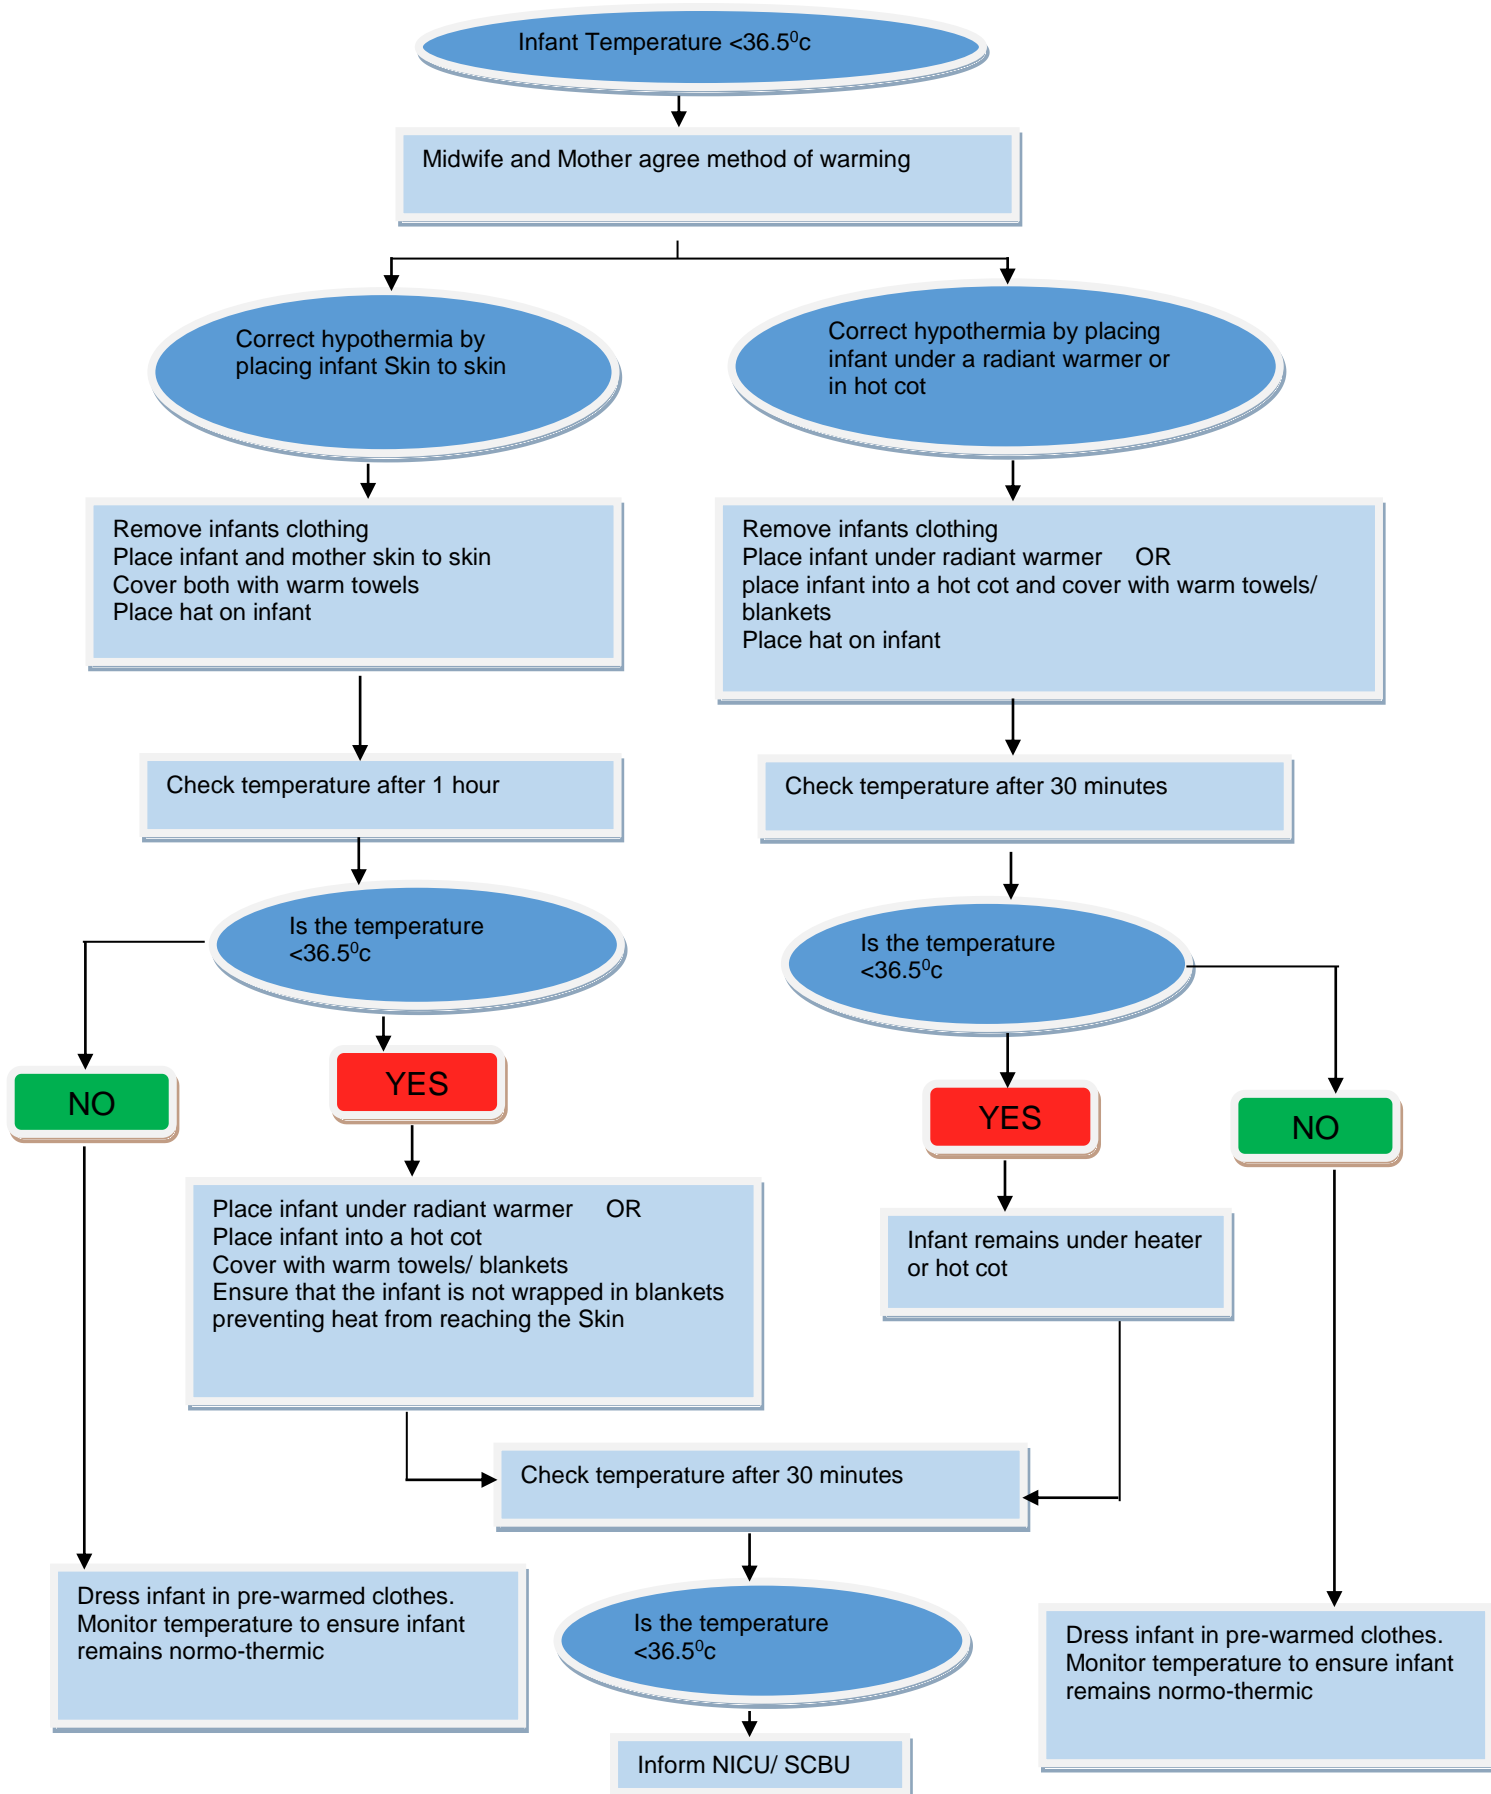 Infant Temperature <36.5⁰c
Midwife and Mother agree method of warming
Correct hypothermia by
placing infant Skin to skin
Correct hypothermia by placing
infant under a radiant warmer or
in hot cot
Remove infants clothing
Place infant and mother skin to skin
Cover both with warm towels
Place hat on infant
Remove infants clothing
Place infant under radiant warmer OR
place infant into a hot cot and cover with warm towels/
blankets
Place hat on infant
Check temperature after 1 hour
Check temperature after 30 minutes
Is the temperature
<36.5⁰c
Is the temperature
<36.5⁰c
NO
YES
YES
NO
Place infant under radiant warmer OR
Place infant into a hot cot
Cover with warm towels/ blankets
Ensure that the infant is not wrapped in blankets
preventing heat from reaching the Skin
Infant remains under heater
or hot cot
Check temperature after 30 minutes
Dress infant in pre-warmed clothes.
Monitor temperature to ensure infant
remains normo-thermic
Is the temperature
<36.5⁰c
Dress infant in pre-warmed clothes.
Monitor temperature to ensure infant
remains normo-thermic
Inform NICU/ SCBU